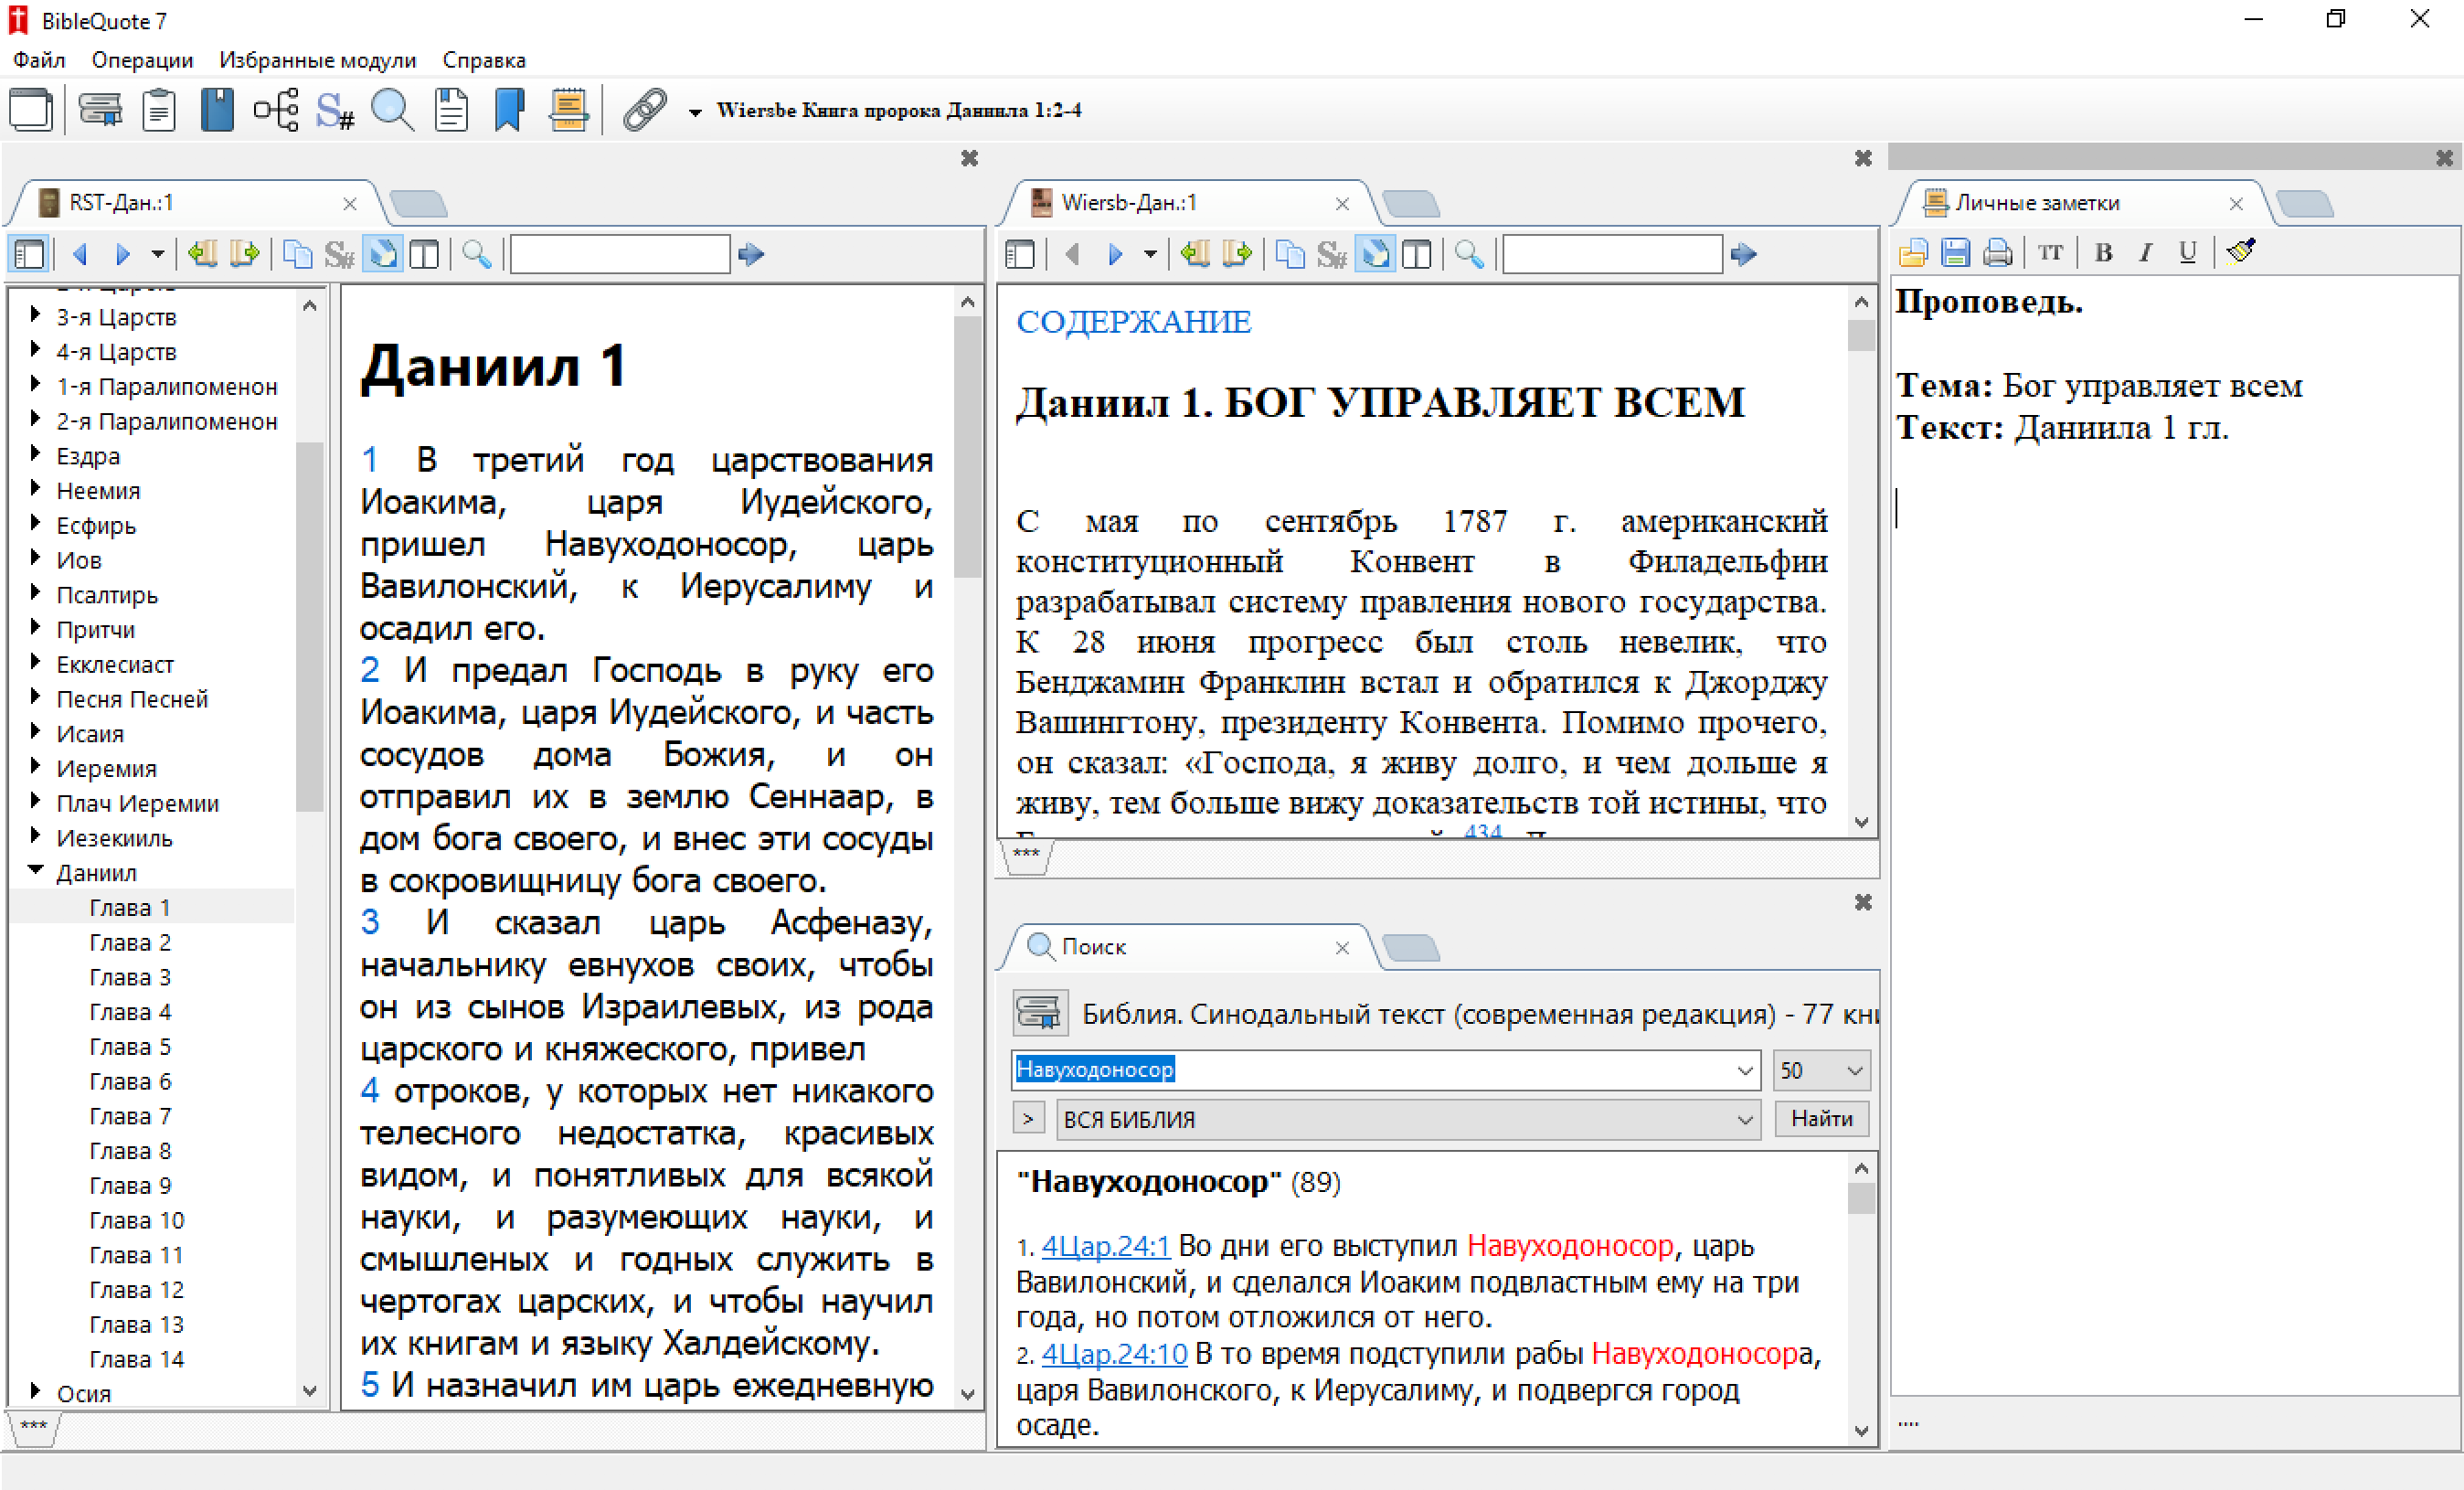 BibleQuote 7
Файл Операции Избранные модули Справка
S# Wiersbe Книга пророка Даниила 1:2-4
RST-Дан.:1
3-я Царств
4-я Царств
1-я Паралипоменон
2-я Паралипоменон
Ездра
Неемия
Есфирь
Иов
Псалтирь
Притчи
Екклесиаст
Песня Песней
Исаия
Иеремия
Плач Иеремии
Иезекииль
Даниил
Глава 1
Глава 2
Глава 3
Глава 4
Глава 5
Глава 6
Глава 7
Глава 8
Глава 9
Глава 10
Глава 11
Глава 12
Глава 13
Глава 14
Осия
***
Даниил 1
1 В третий год царствования
Иоакима, царя Иудейского,
пришел Навуходоносор, царь
Вавилонский, к Иерусалиму и
осадил его.
2 И предал Господь в руку его
Иоакима, царя Иудейского, и часть
сосудов дома Божия, и он
отправил их в землю Сеннаар, в
дом бога своего, и внес эти сосуды
в сокровищницу бога своего.
3 И сказал царь Асфеназу,
начальнику евнухов своих, чтобы
он из сынов Израилевых, из рода
царского и княжеского, привел
4 отроков, у которых нет никакого
телесного недостатка, красивых
видом, и понятливых для всякой
науки, и разумеющих науки, и
смышленых и годных служить в
чертогах царских, и чтобы научил
их книгам и языку Халдейскому.
5 И назначил им царь ежедневную
Wiersb-Дан.:1
СОДЕРЖАНИЕ
Даниил 1. БОГ УПРАВЛЯЕТ ВСЕМ
С мая по сентябрь 1787 г. американский
конституционный Конвент в Филадельфии
разрабатывал систему правления нового государства.
К 28 июня прогресс был столь невелик, что
Бенджамин Франклин встал и обратился к Джорджу
Вашингтону, президенту Конвента. Помимо прочего,
он сказал: «Господа, я живу долго, и чем дольше я
живу, тем больше вижу доказательств той истины, что
434
***
Поиск
Библия. Синодальный текст (современная редакция) - 77
Навуходоносор 50
> ВСЯ БИБЛИЯ Найти
"Навуходоносор" (89)
1. 4Цар.24:1 Во дни его выступил Навуходоносор, царь
Вавилонский, и сделался Иоаким подвластным ему на три
года, но потом отложился от него.
2. 4Цар.24:10 В то время подступили рабы Навуходоносора,
царя Вавилонского, к Иерусалиму, и подвергся город
осаде.
Личные заметки
TT B I U
Проповедь.
Тема: Бог управляет всем
Текст: Даниила 1 гл.
....